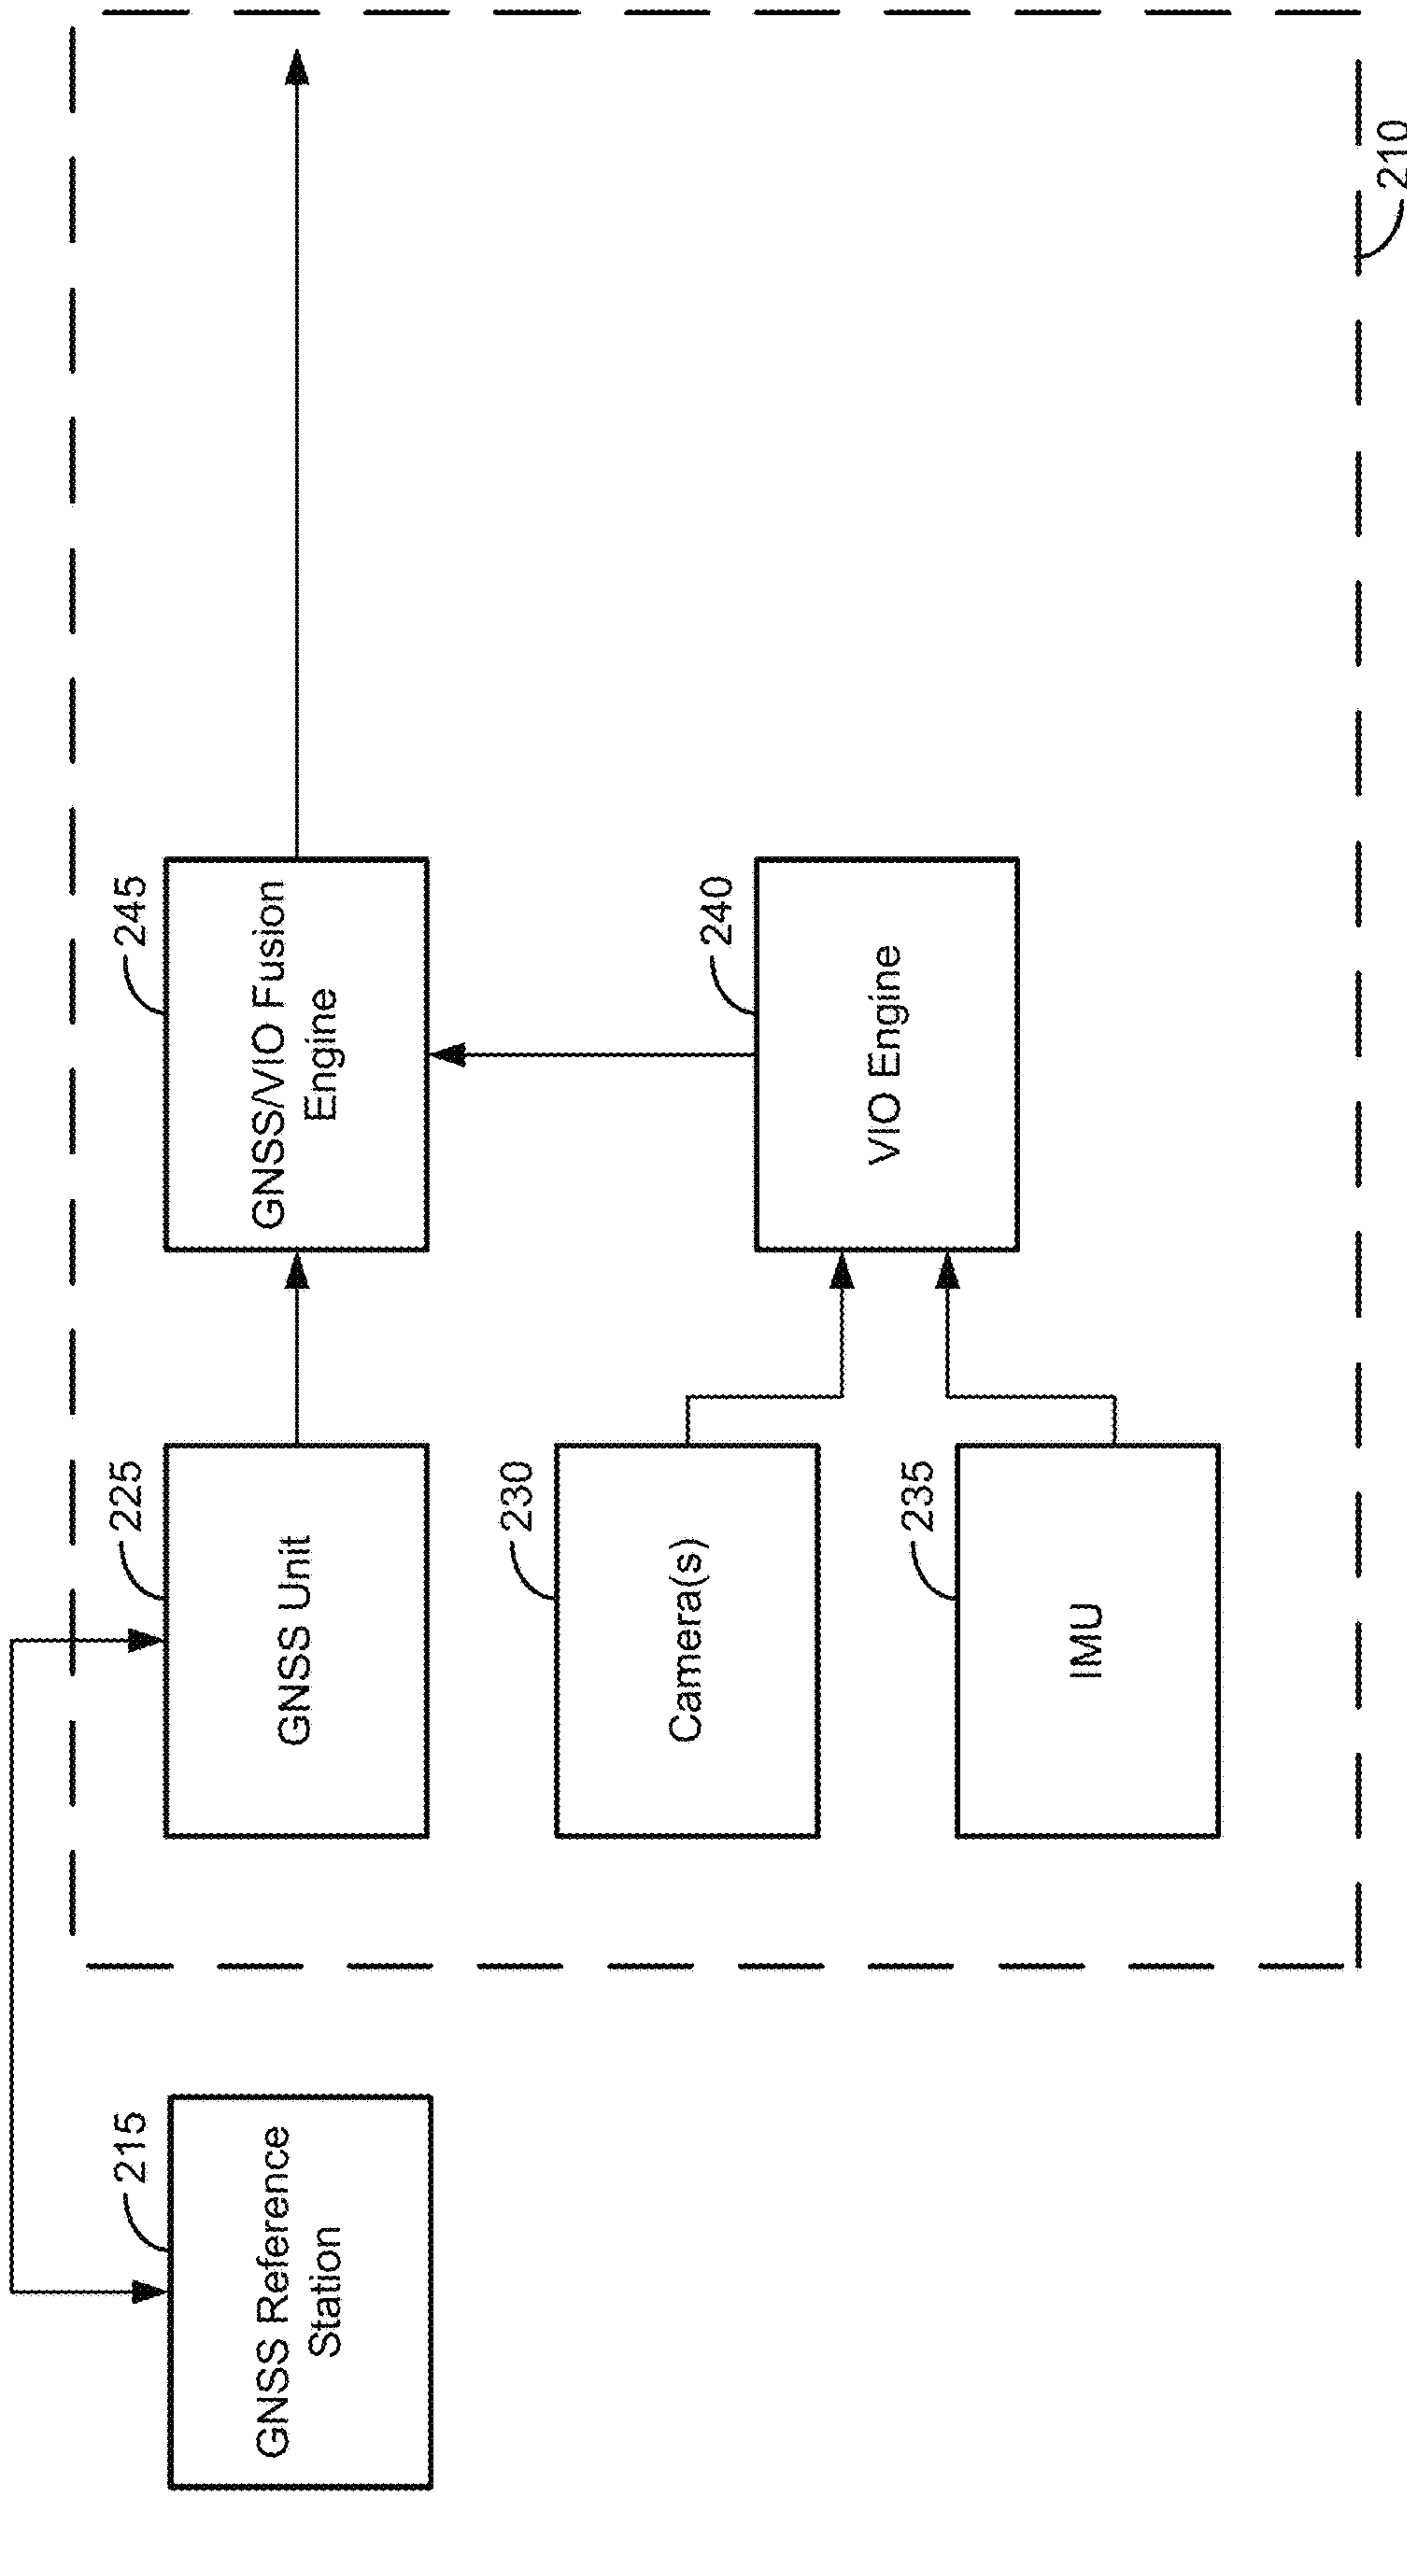 215
GNSS Reference
Station
225
GNSS Unit
245
GNSS/VIO Fusion
Engine
230
Camera(s)
240
VIO Engine
235
IMU
210